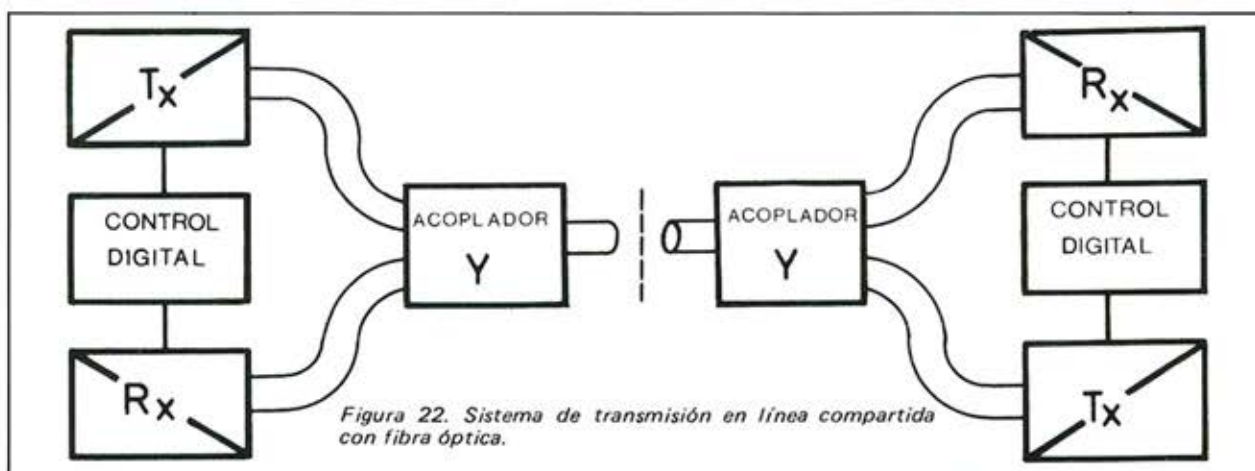 Tx
Rx
CONTROL
DIGITAL
ACOPLADOR
Y
ACOPLADOR
Y
CONTROL
DIGITAL
Rx
Tx
Figura 22. Sistema de transmisión en línea compartida
con fibra óptica.